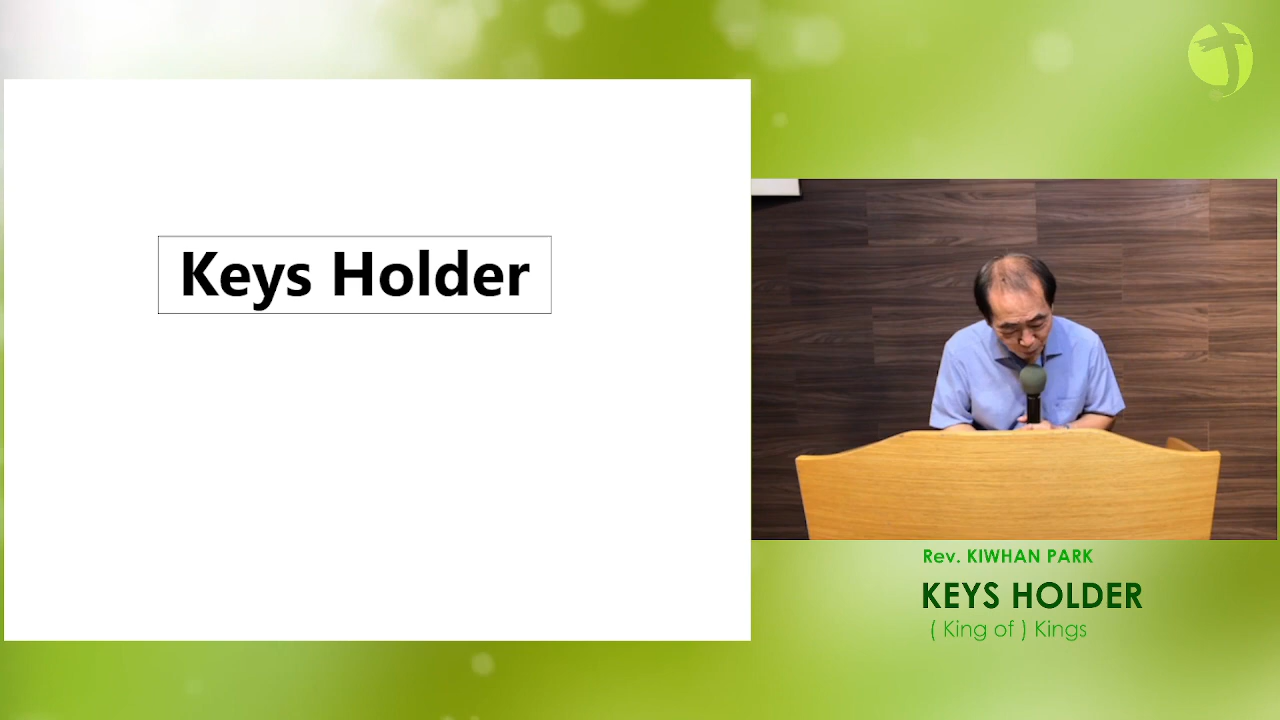 Keys Holder
Rev. KIWHAN PARK
KEYS HOLDER
( King of ) Kings